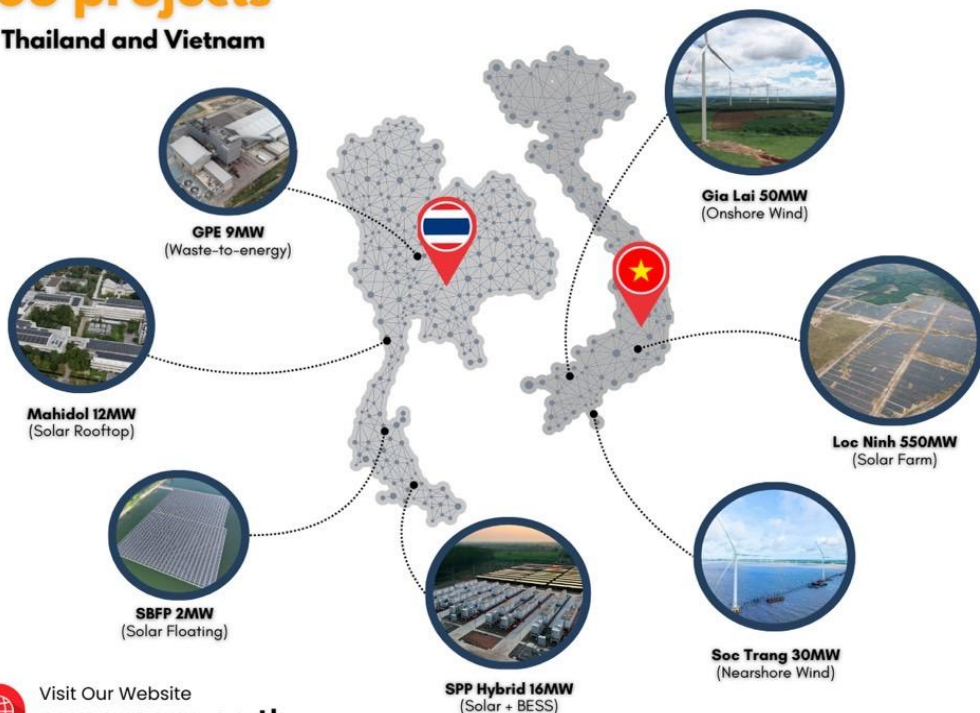 projects
Thailand and Vietnam
GPE 9MW
(Waste-to-energy)
Gia Lai 50MW
(Onshore Wind)
Mahidol 12MW
(Solar Rooftop)
Loc Ninh 550MW
(Solar Farm)
SBFP 2MW
(Solar Floating)
Soc Trang 30MW
(Nearshore Wind)
SPP Hybrid 16MW
(Solar + BESS)
Visit Our Website